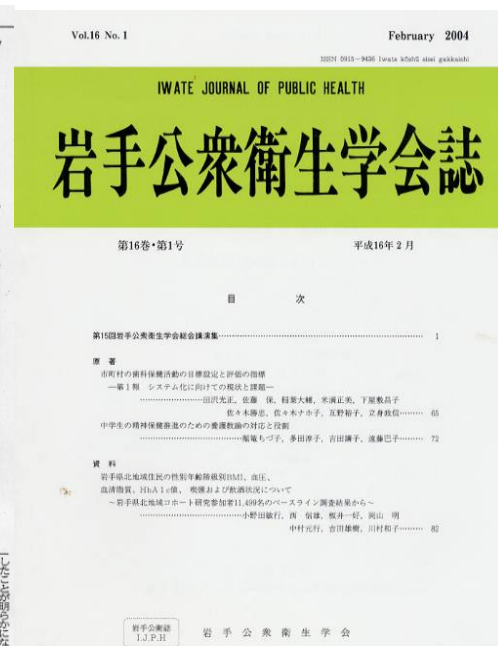 Vol.16 No.1
February 2004
ISSN 0915-9436 Iwate kōshū eisei gakkaishi
IWATE JOURNAL OF PUBLIC HEALTH
岩手公衆衛生学会誌
第16巻・第1号
平成16年2月
目 次
第15回岩手公衆衛生学会総会講演集 1
原 著
市町村の歯科保健活動の目標設定と評価の指標
―第1報 システム化に向けての現状と課題―
田沢光正, 佐藤 保, 稲葉大輔, 米満正美, 下屋敷昌子
佐々木勝忠, 佐々木ナホ子, 互野裕子, 立身政信 65
中学生の精神保健推進のための養護教諭の対応と役割
ちづ子, 多田淳子, 吉田 子, 遠藤巴子 72
資 料
岩手県北地域住民の性別年齢階級別BMI, 血圧,
血清脂質, HbA1c値, 喫煙および飲酒状況について
~岩手県北地域コホート研究参加者11,499名のベースライン調査結果から~
小野田敏行, 西 信雄, 板井一好, 岡山 明
中村元行, 吉田雄樹, 川村和子 82
岩手公衛誌
I.J.P.H
岩手公衆衛生学会
したことが明らかにな